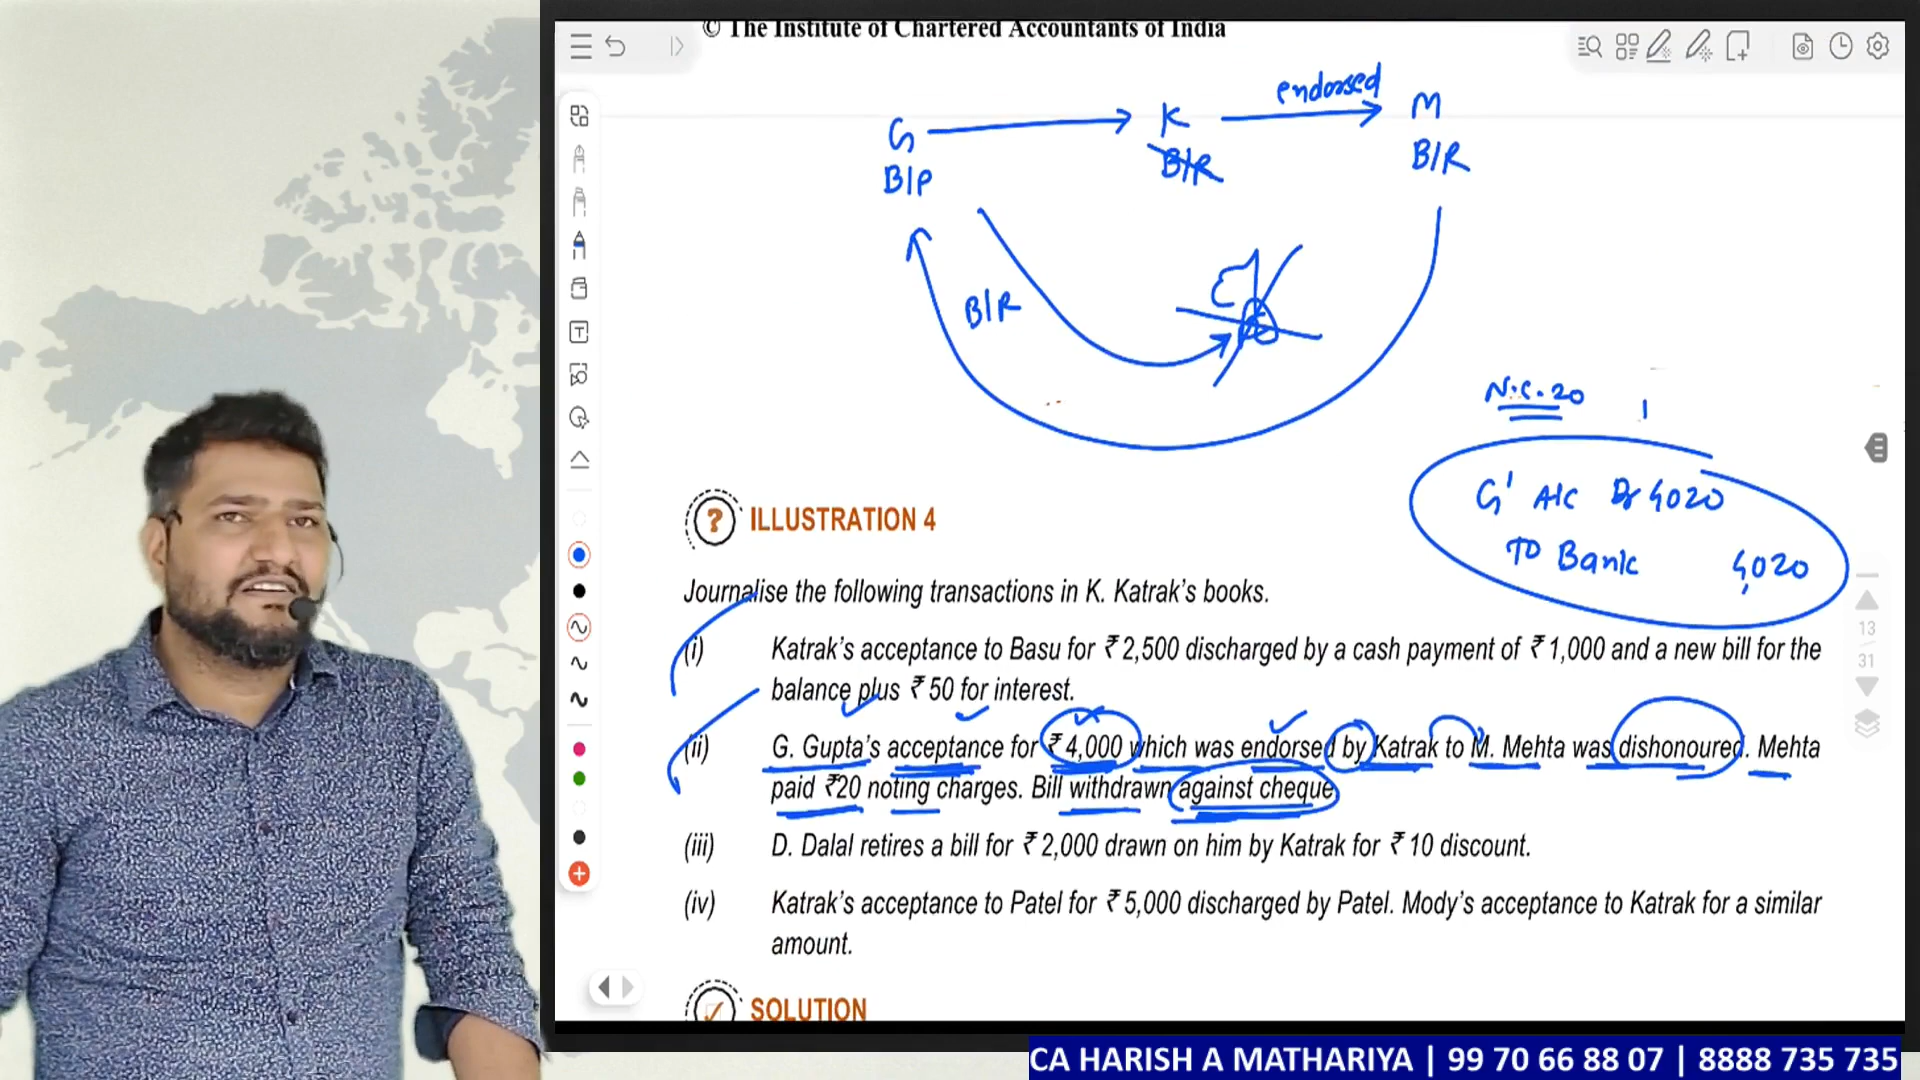 © The Institute of Chartered Accountants of India
G
B/P
K
B/R
endorsed
M
B/R
B/R
N.C. 20
G' A/C Dr 4020
To Bank 4,020
ILLUSTRATION 4
Journalise the following transactions in K. Katrak's books.
(i) Katrak's acceptance to Basu for ₹ 2,500 discharged by a cash payment of ₹ 1,000 and a new bill for the
balance plus ₹ 50 for interest.
(ii) G. Gupta's acceptance for ₹ 4,000 which was endorsed by Katrak to M. Mehta was dishonoured. Mehta
paid ₹20 noting charges. Bill withdrawn against cheque.
(iii) D. Dalal retires a bill for ₹ 2,000 drawn on him by Katrak for ₹ 10 discount.
(iv) Katrak's acceptance to Patel for ₹ 5,000 discharged by Patel. Mody's acceptance to Katrak for a similar
amount.
SOLUTION
13
31
CA HARISH A MATHARIYA | 99 70 66 88 07 | 8888 735 735